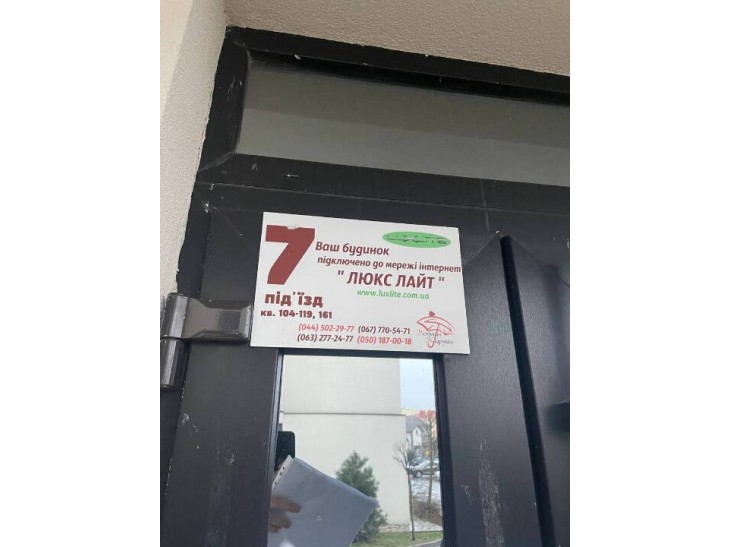 7
під'їзд
кв. 104-119, 161
Ваш будинок
підключено до мережі інтернет
" ЛЮКС ЛАЙТ "
www.luxlite.com.ua
(044) 502-29-77 (067) 770-54-71
(063) 277-24-77 (050) 187-00-18